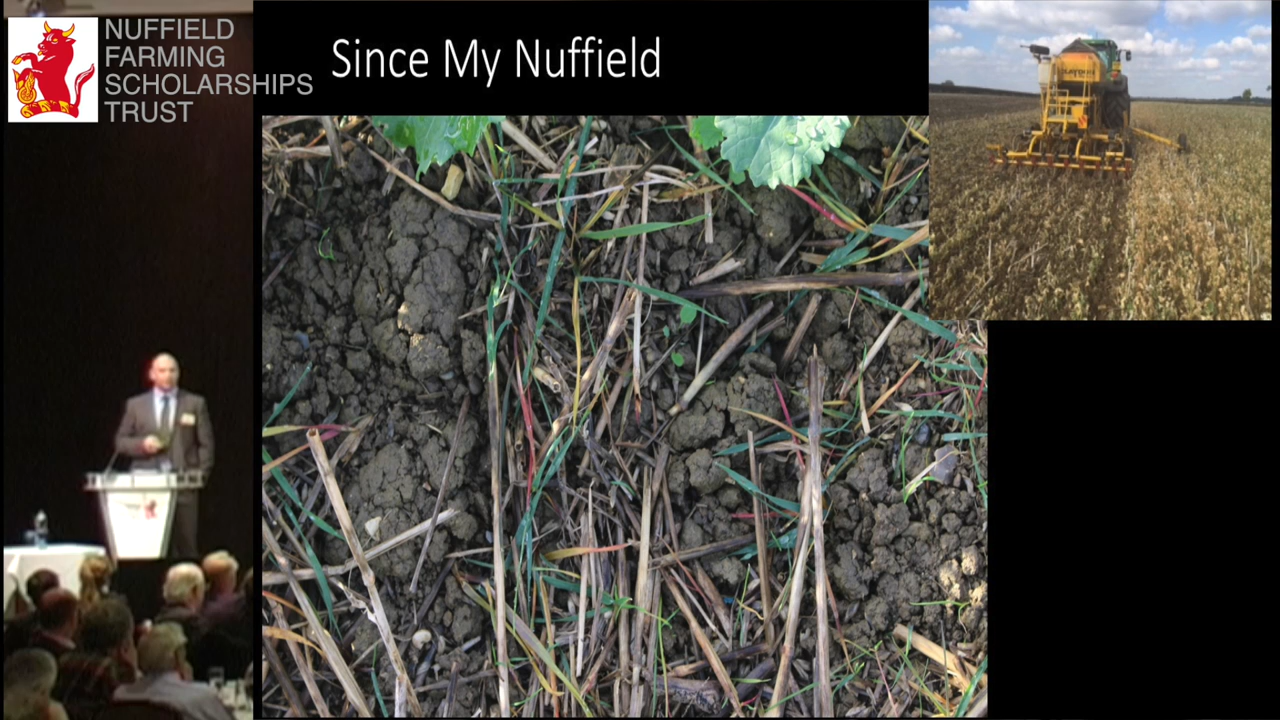 NUFFIELD
FARMING
SCHOLARSHIPS
TRUST
Since My Nuffield